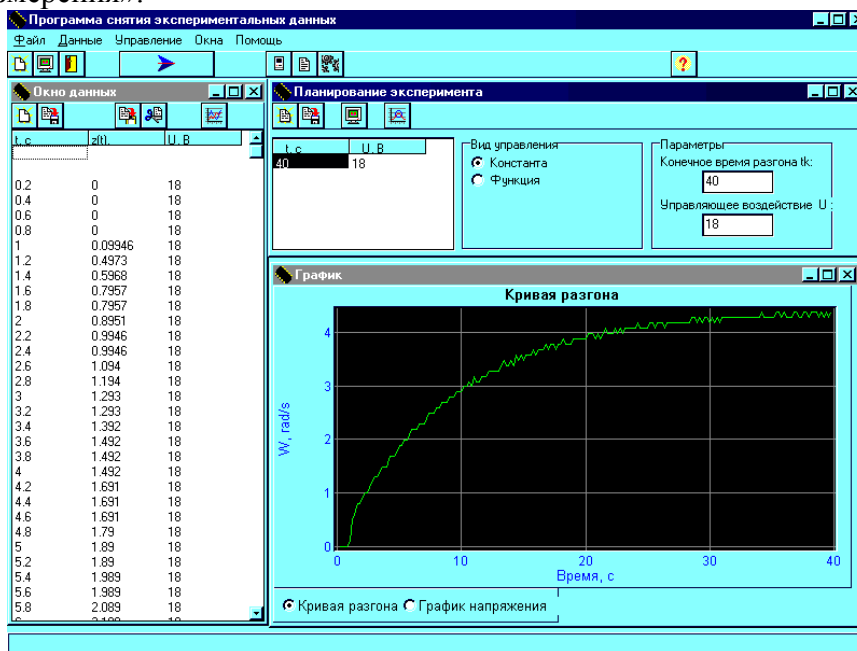 змерения».
Программа снятия экспериментальных данных
Файл Данные Управление Окна Помощь
Окно данных
t, c z(t), U, В
0.2 0 18
0.4 0 18
0.6 0 18
0.8 0 18
1 0.09946 18
1.2 0.4973 18
1.4 0.5968 18
1.6 0.7957 18
1.8 0.7957 18
2 0.8951 18
2.2 0.9946 18
2.4 0.9946 18
2.6 1.094 18
2.8 1.194 18
3 1.293 18
3.2 1.293 18
3.4 1.392 18
3.6 1.492 18
3.8 1.492 18
4 1.492 18
4.2 1.691 18
4.4 1.691 18
4.6 1.691 18
4.8 1.79 18
5 1.89 18
5.2 1.89 18
5.4 1.989 18
5.6 1.989 18
5.8 2.089 18
Планирование эксперимента
t, c U, В
40 18
Вид управления
Константа
Функция
Параметры
Конечное время разгона tk:
40
Управляющее воздействие U :
18
График
Кривая разгона
W, rad/s
4
3
2
1
0
0 10 20 30 40
Время, с
Кривая разгона График напряжения